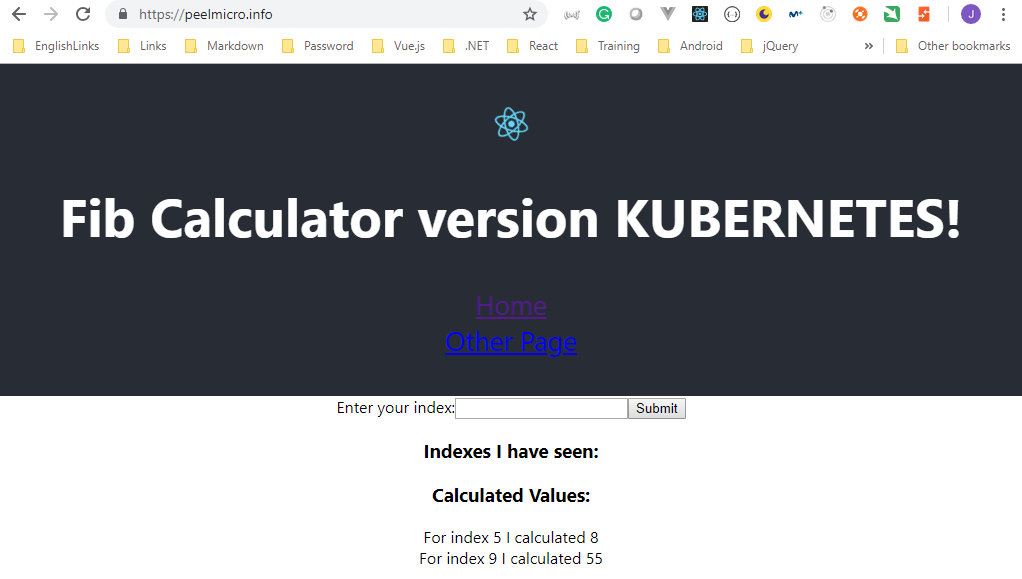 https://peelmicro.info
EnglishLinks Links Markdown Password Vue.js .NET React Training Android jQuery » Other bookmarks
J
Fib Calculator version KUBERNETES!
Home
Other Page
Enter your index: Submit
Indexes I have seen:
Calculated Values:
For index 5 I calculated 8
For index 9 I calculated 55